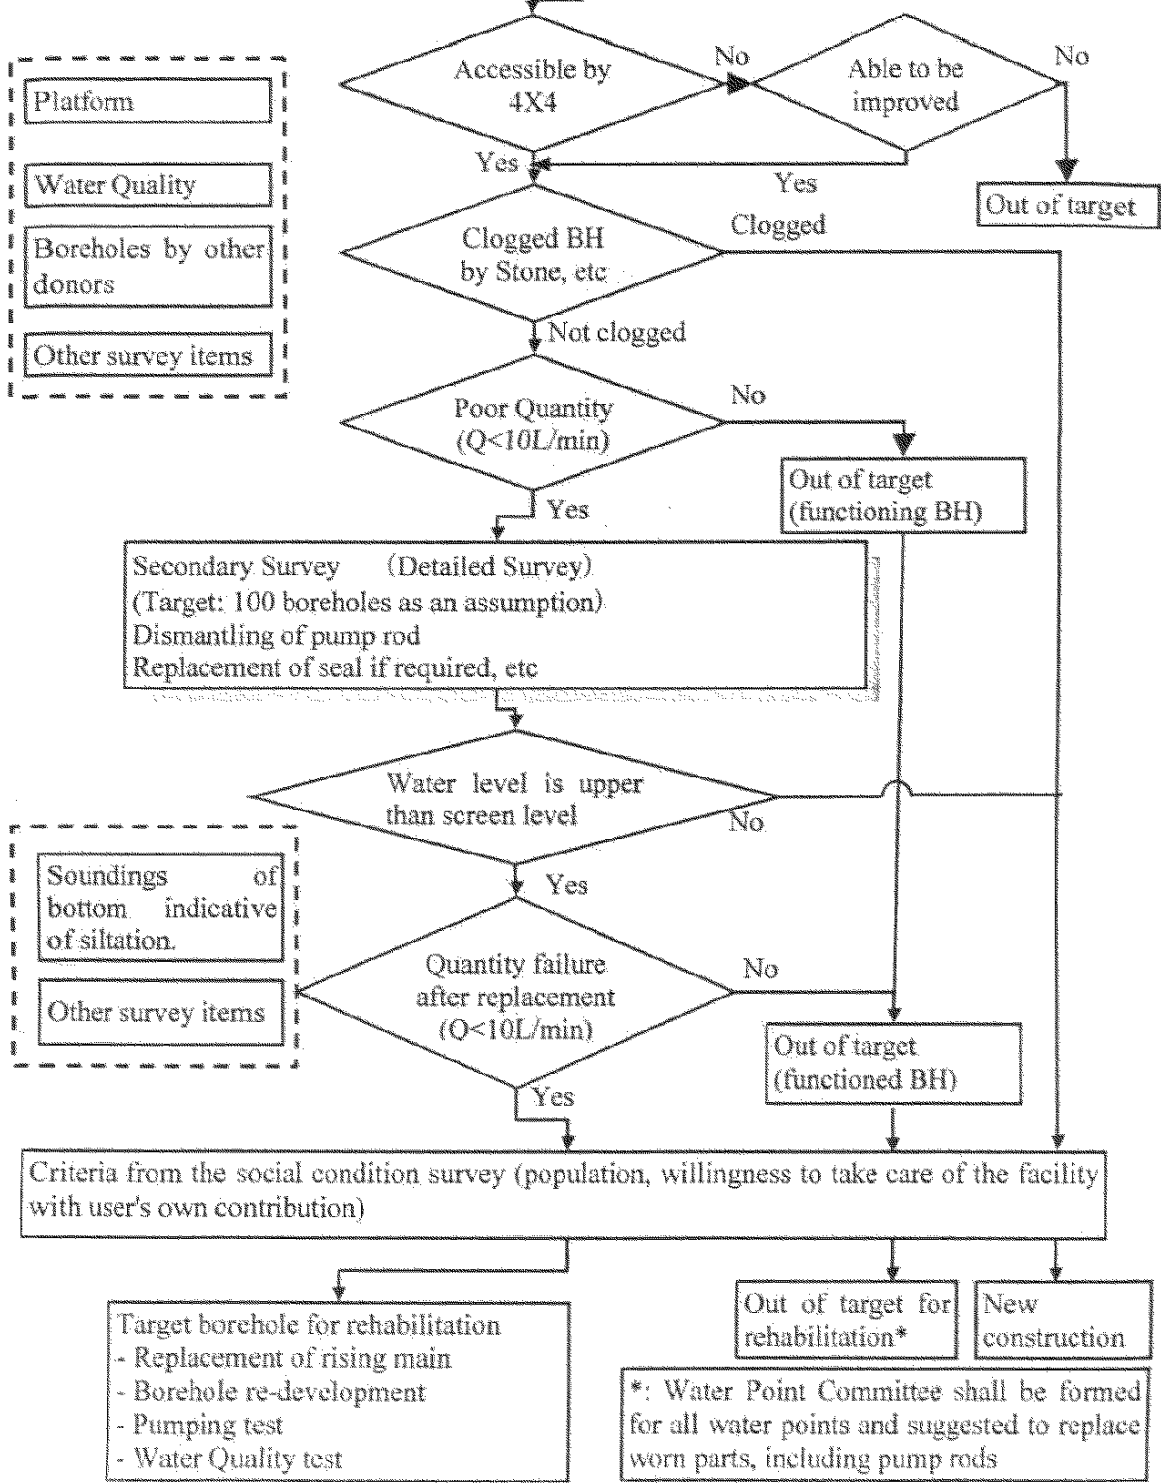 Accessible by
4X4
No
Able to be
improved
No
Platform
Yes
Yes
Water Quality
Out of target
Boreholes by other
donors
Clogged BH
by Stone, etc
Clogged
Other survey items
Not clogged
Poor Quantity
(Q<10L/min)
No
Out of target
(functioning BH)
Yes
Secondary Survey (Detailed Survey)
(Target: 100 boreholes as an assumption)
Dismantling of pump rod
Replacement of seal if required, etc
Water level is upper
than screen level
No
Yes
Soundings of
bottom indicative
of siltation.
Other survey items
Quantity failure
after replacement
(Q<10L/min)
No
Out of target
(functioned BH)
Yes
Criteria from the social condition survey (population, willingness to take care of the facility
with user's own contribution)
Target borehole for rehabilitation
- Replacement of rising main
- Borehole re-development
- Pumping test
- Water Quality test
Out of target for
rehabilitation*
New
construction
*: Water Point Committee shall be formed
for all water points and suggested to replace
worn parts, including pump rods